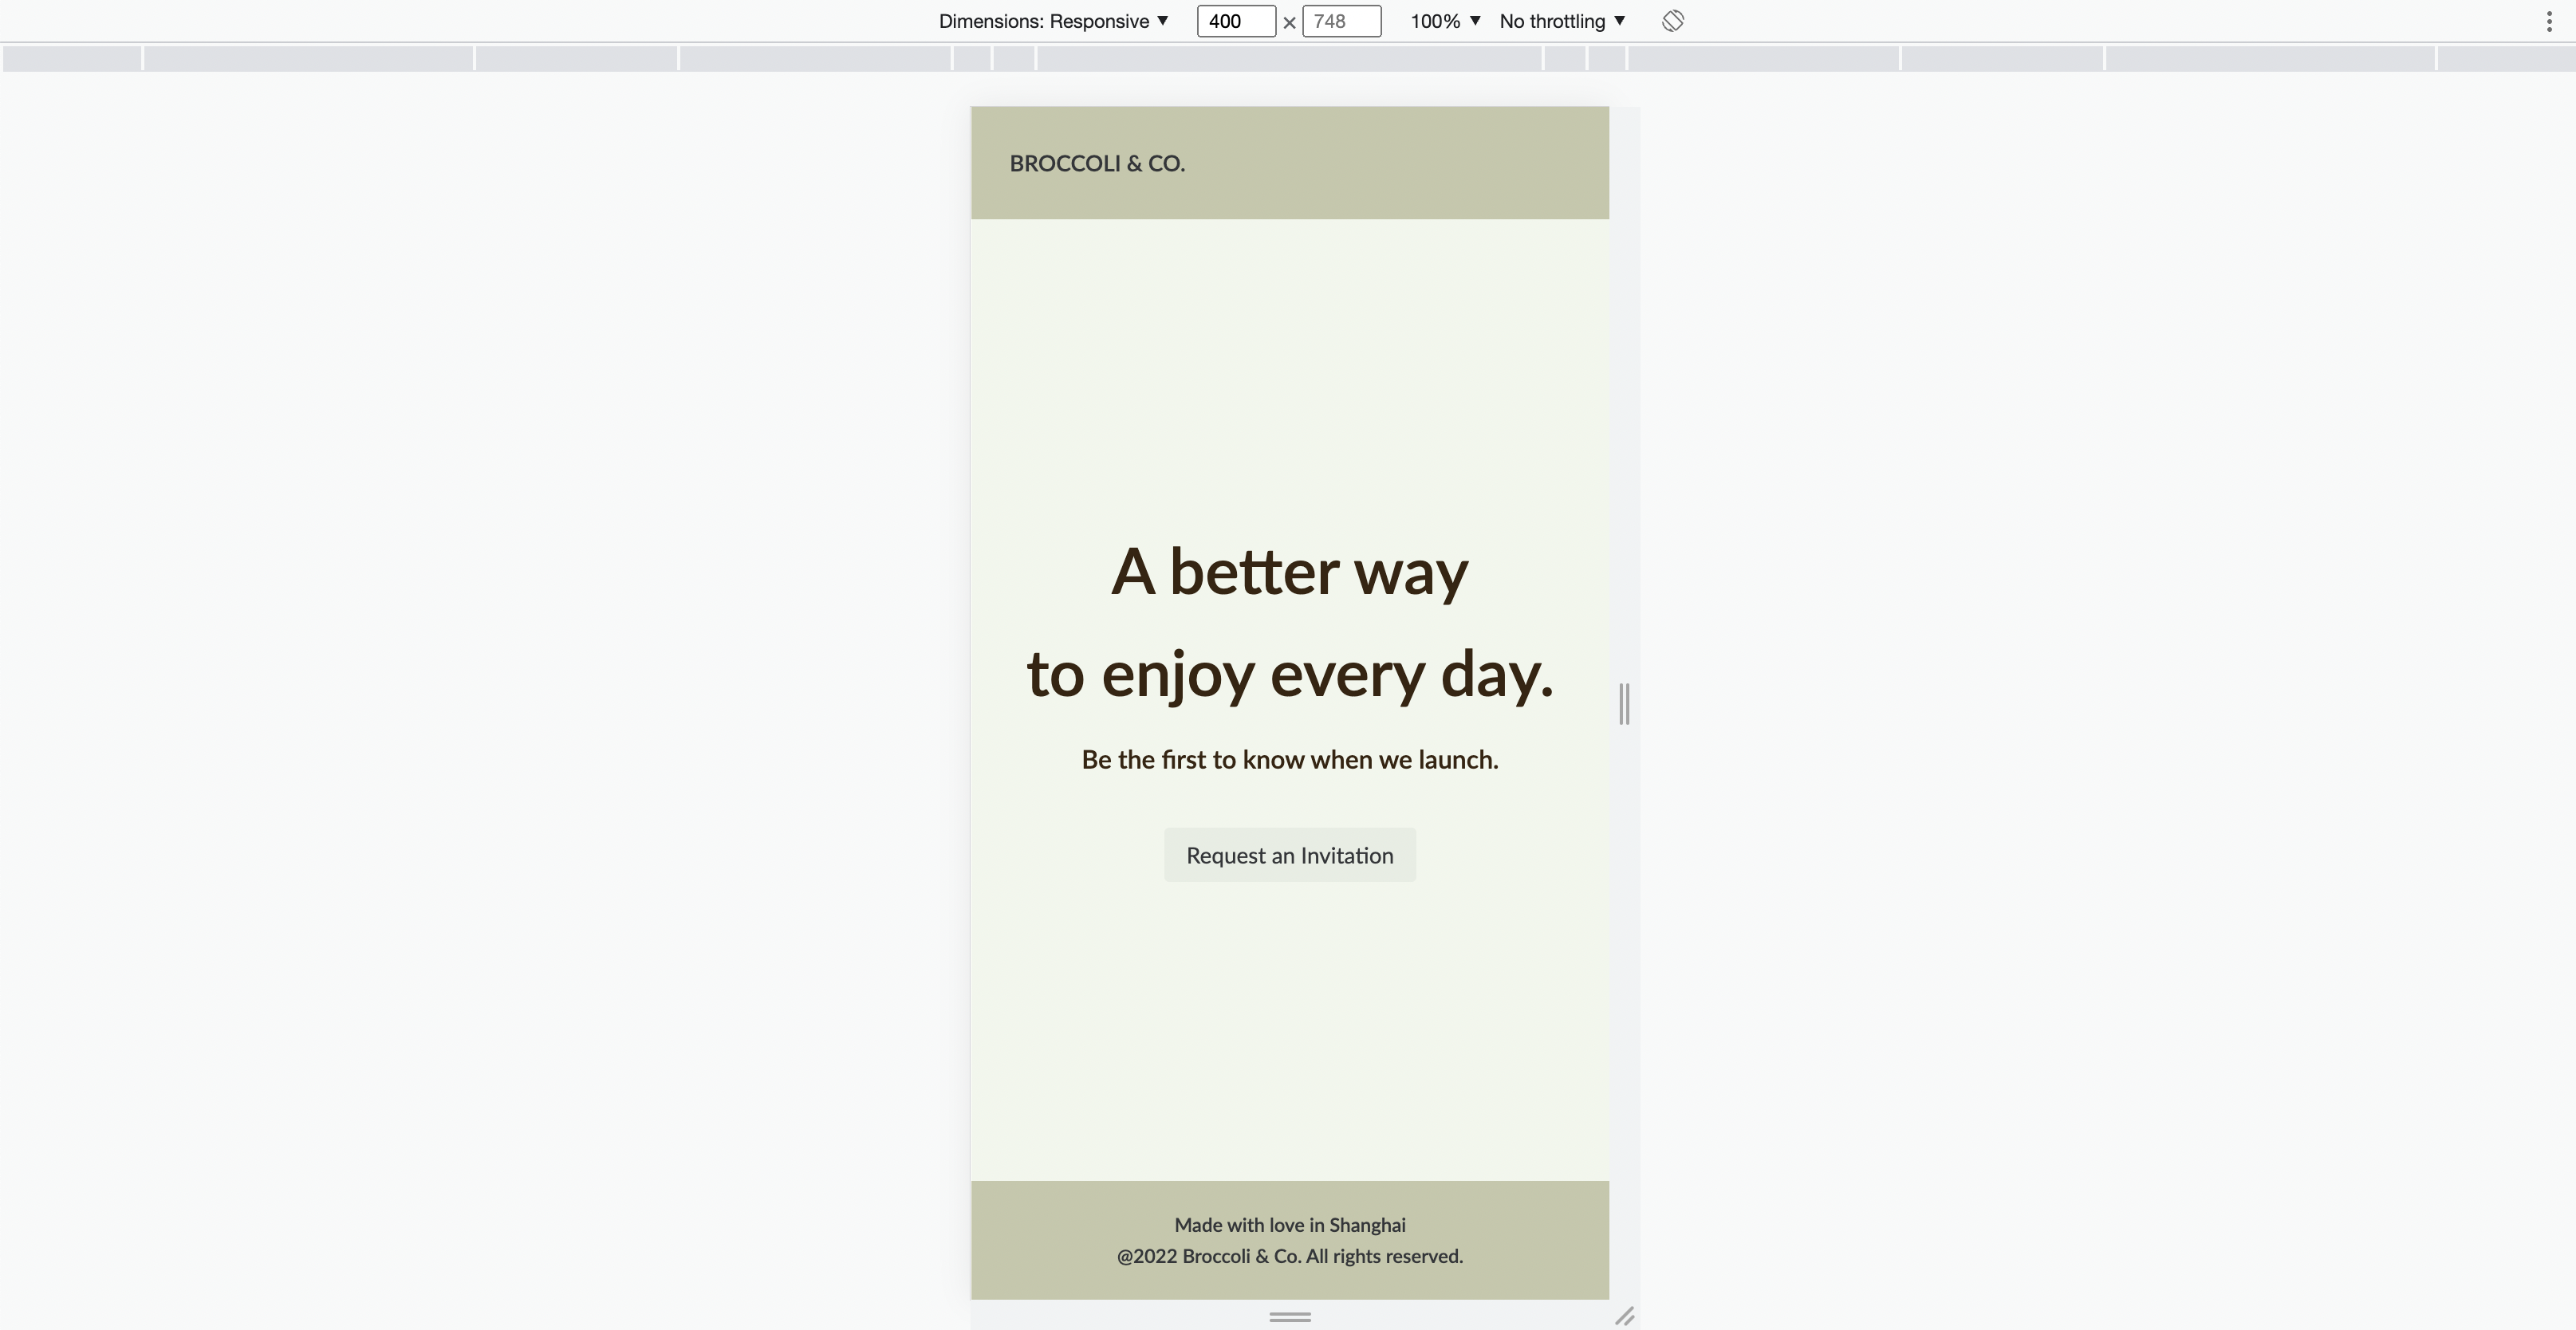 Dimensions: Responsive ▼ 400 × 748 100% ▼ No throttling ▼
BROCCOLI & CO.
A better way
to enjoy every day.
Be the first to know when we launch.
Request an Invitation
Made with love in Shanghai
@2022 Broccoli & Co. All rights reserved.